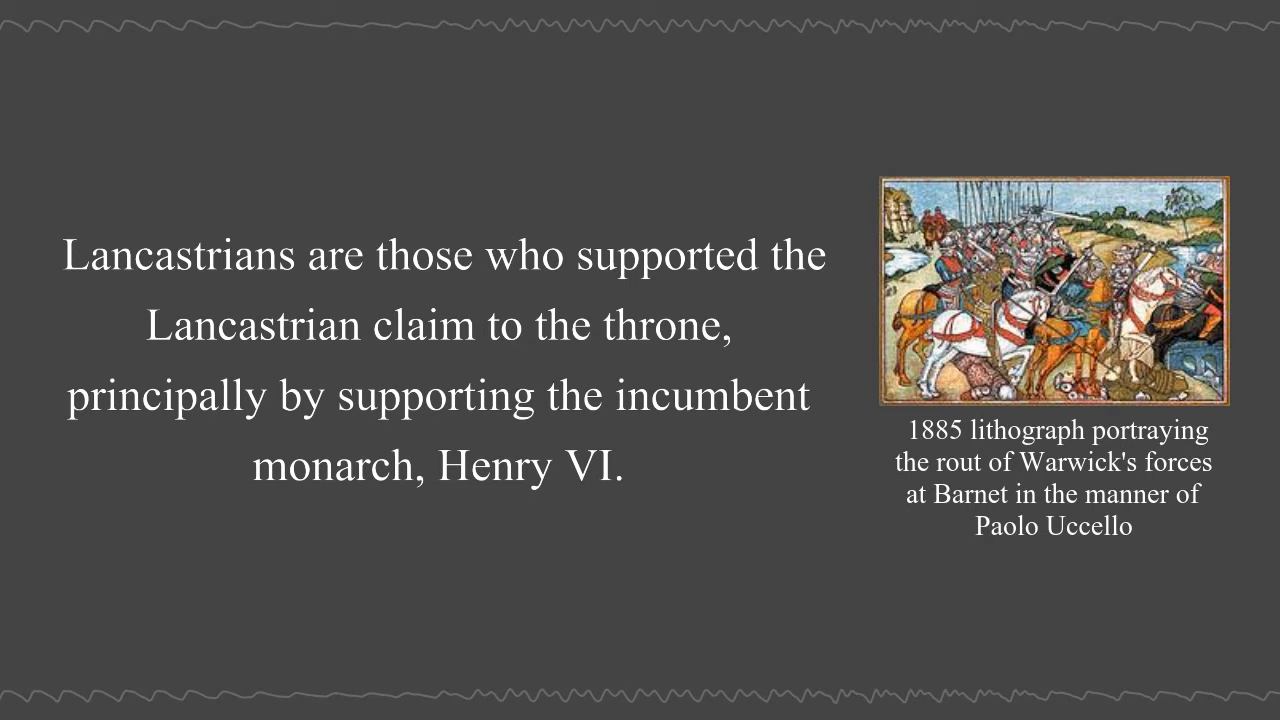 Lancastrians are those who supported the
Lancastrian claim to the throne,
principally by supporting the incumbent
monarch, Henry VI.
1885 lithograph portraying
the rout of Warwick's forces
at Barnet in the manner of
Paolo Uccello